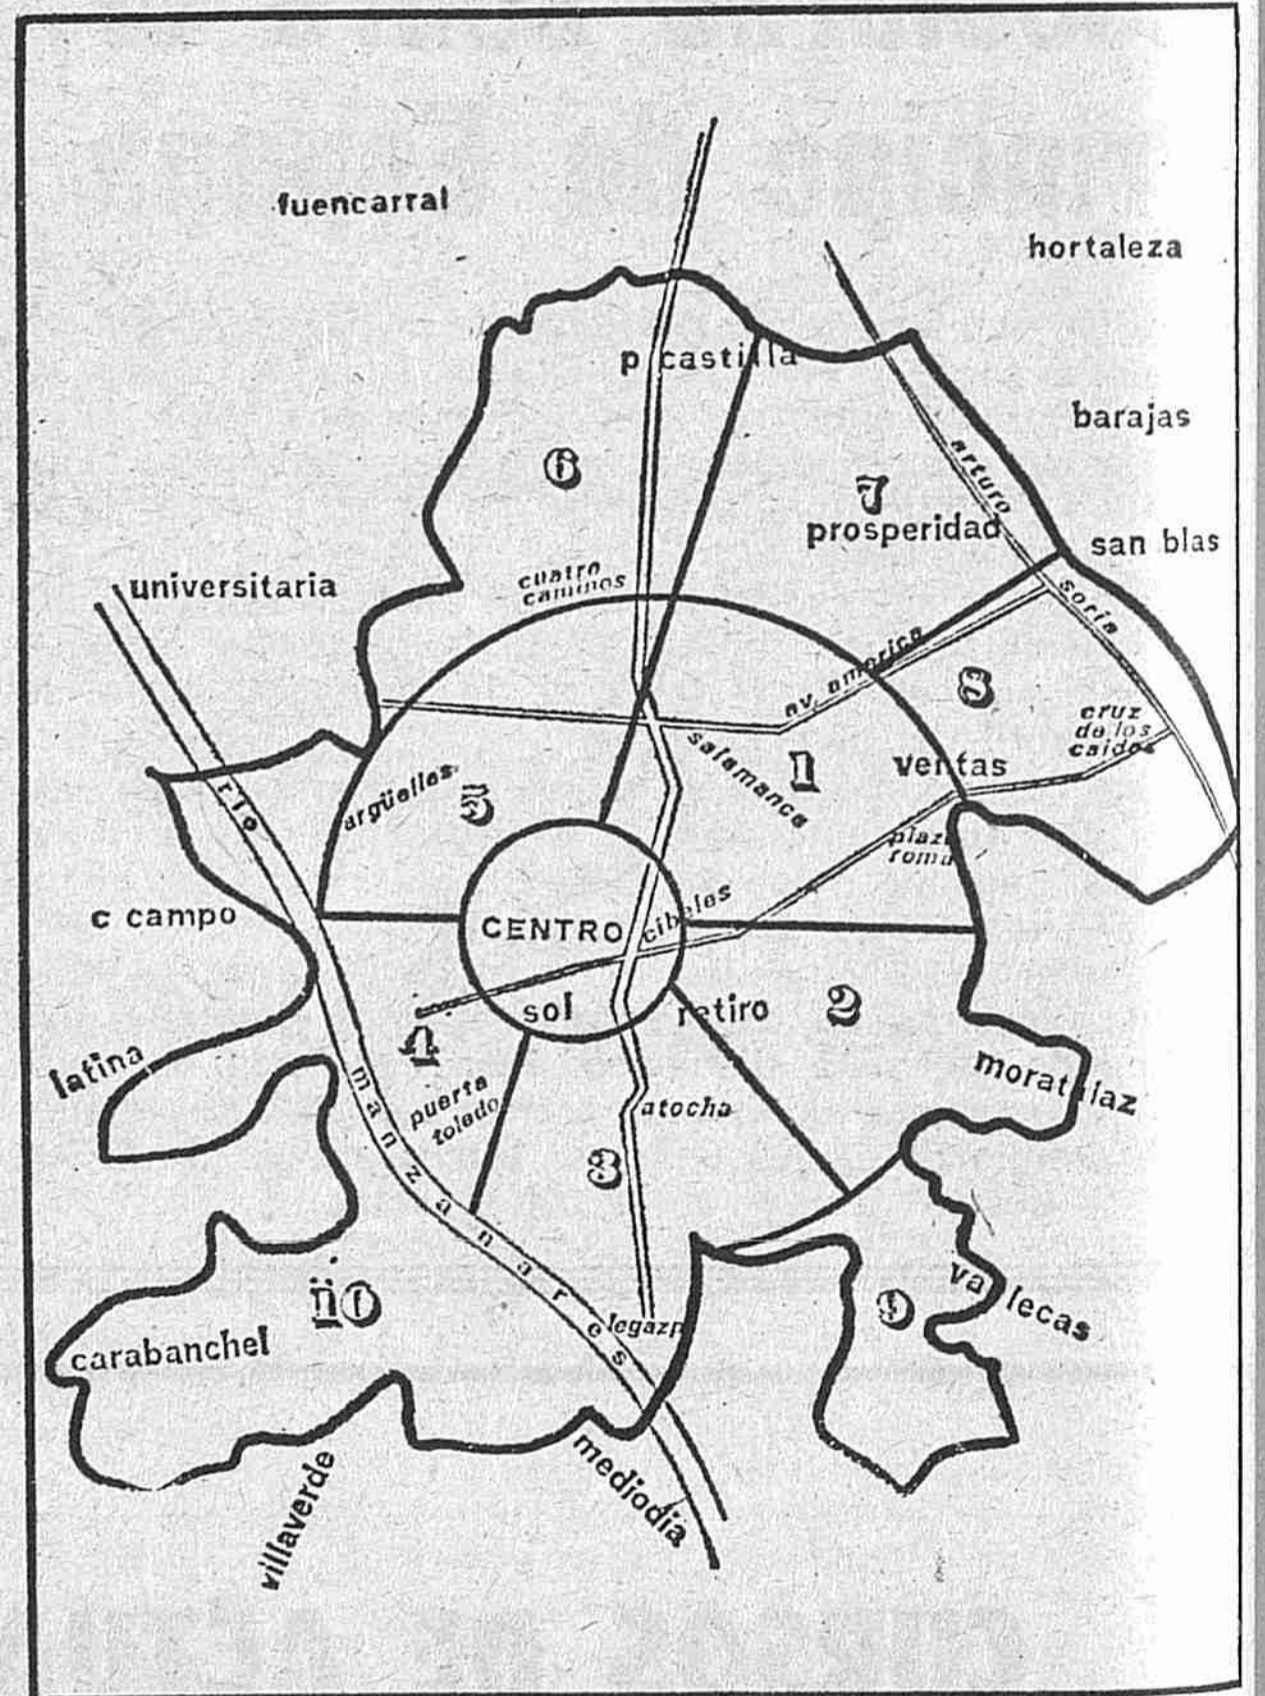 fuencarral
hortaleza
p castilla
barajas
6
arturo
7
prosperidad
san blas
cuatro
caminos
universitaria
soria
av. america
8
cruz
de los
caidos
salamanca
1
ventas
argüelles
5
rio
plaza
roma
c campo
CENTRO
cibeles
sol
retiro
2
4
latina
moratalaz
manzanares
puerta
toledo
atocha
3
vallecas
10
9
legazpi
carabanchel
mediodia
villaverde